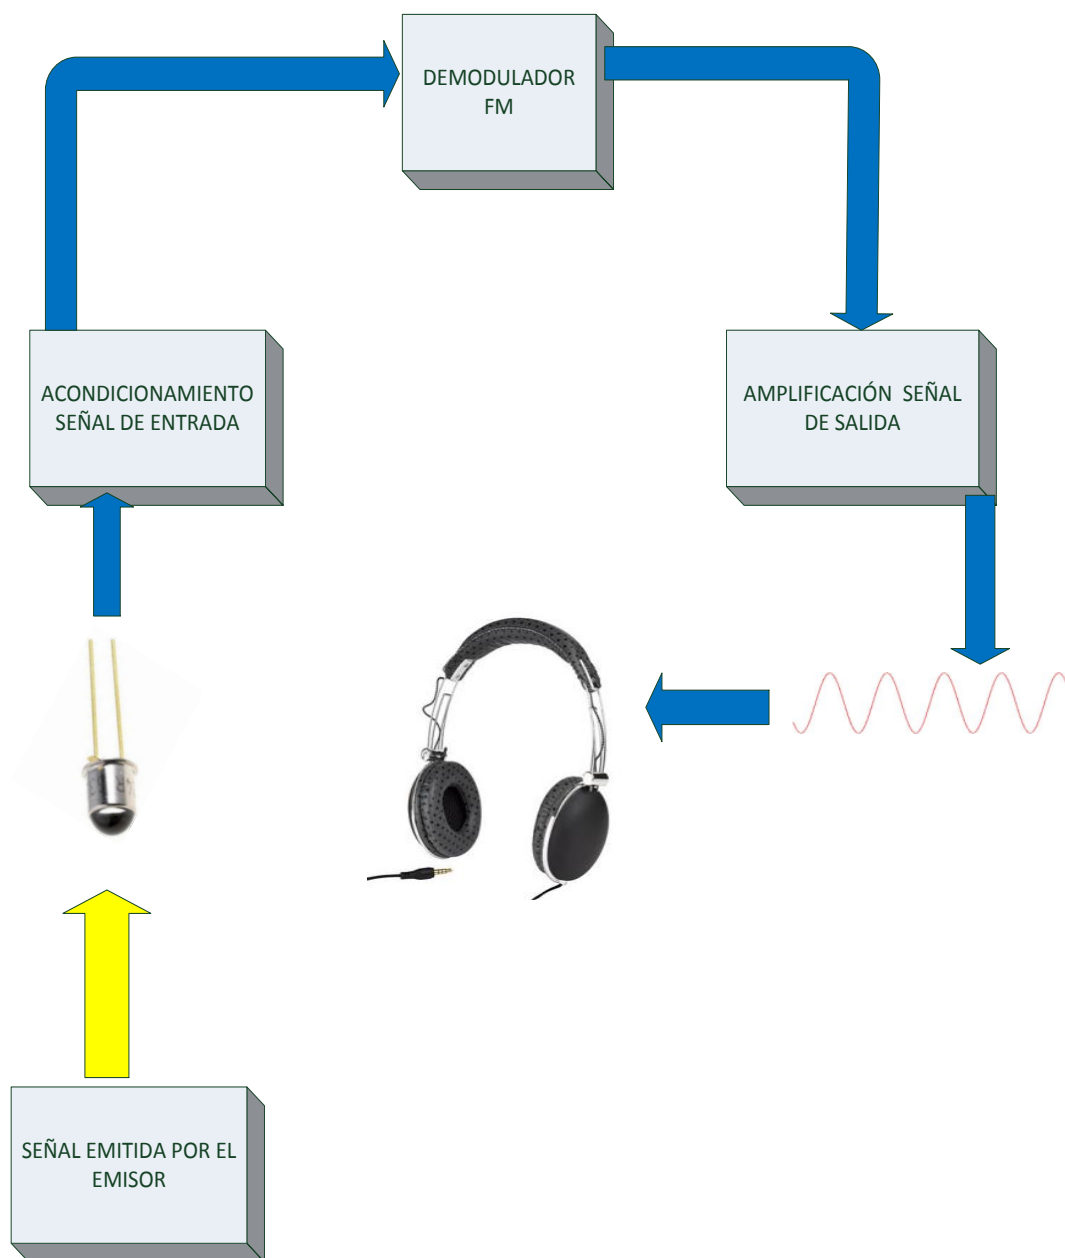 DEMODULADOR
FM
ACONDICIONAMIENTO
SEÑAL DE ENTRADA
AMPLIFICACIÓN SEÑAL
DE SALIDA
SEÑAL EMITIDA POR EL
EMISOR